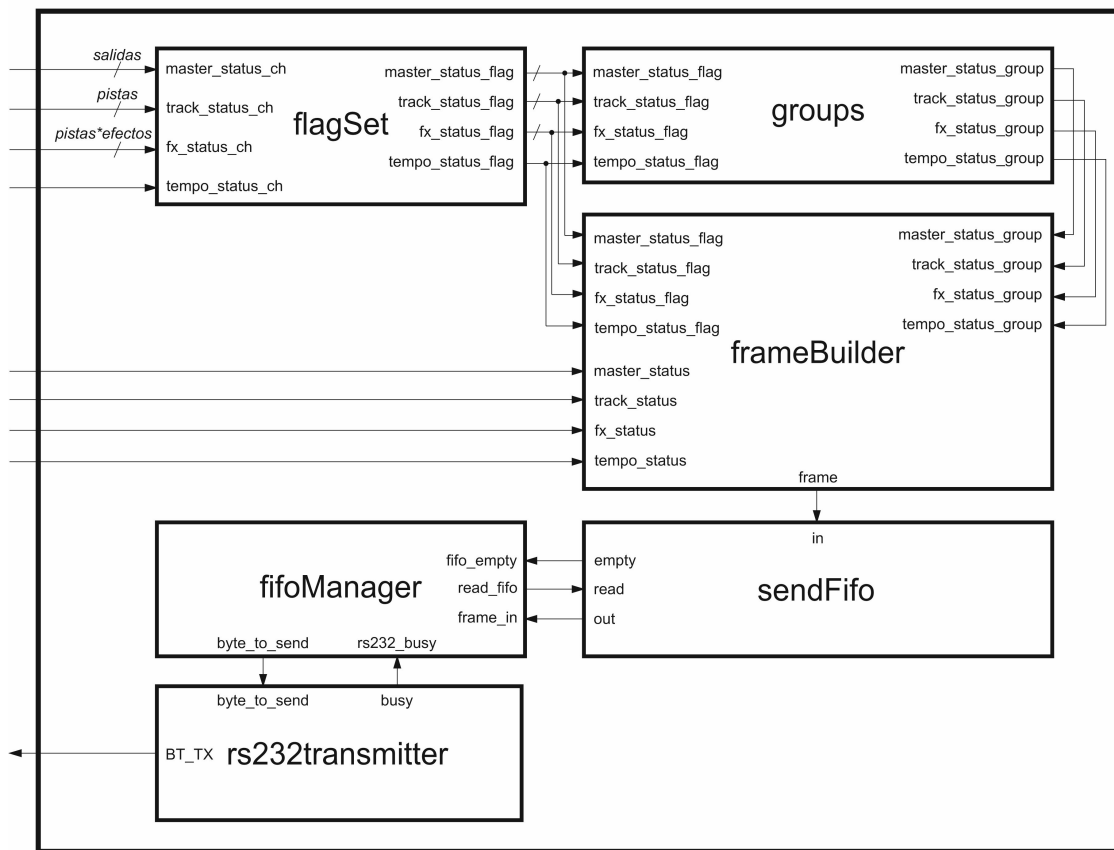 salidas
pistas
pistas*efectos
master_status_ch
track_status_ch
fx_status_ch
tempo_status_ch
flagSet
master_status_flag
track_status_flag
fx_status_flag
tempo_status_flag
master_status_flag
track_status_flag
fx_status_flag
tempo_status_flag
groups
master_status_group
track_status_group
fx_status_group
tempo_status_group
master_status_flag
track_status_flag
fx_status_flag
tempo_status_flag
master_status_group
track_status_group
fx_status_group
tempo_status_group
frameBuilder
master_status
track_status
fx_status
tempo_status
frame
fifoManager
fifo_empty
read_fifo
frame_in
byte_to_send
rs232_busy
in
empty
read
out
sendFifo
byte_to_send
busy
BT_TX
rs232transmitter